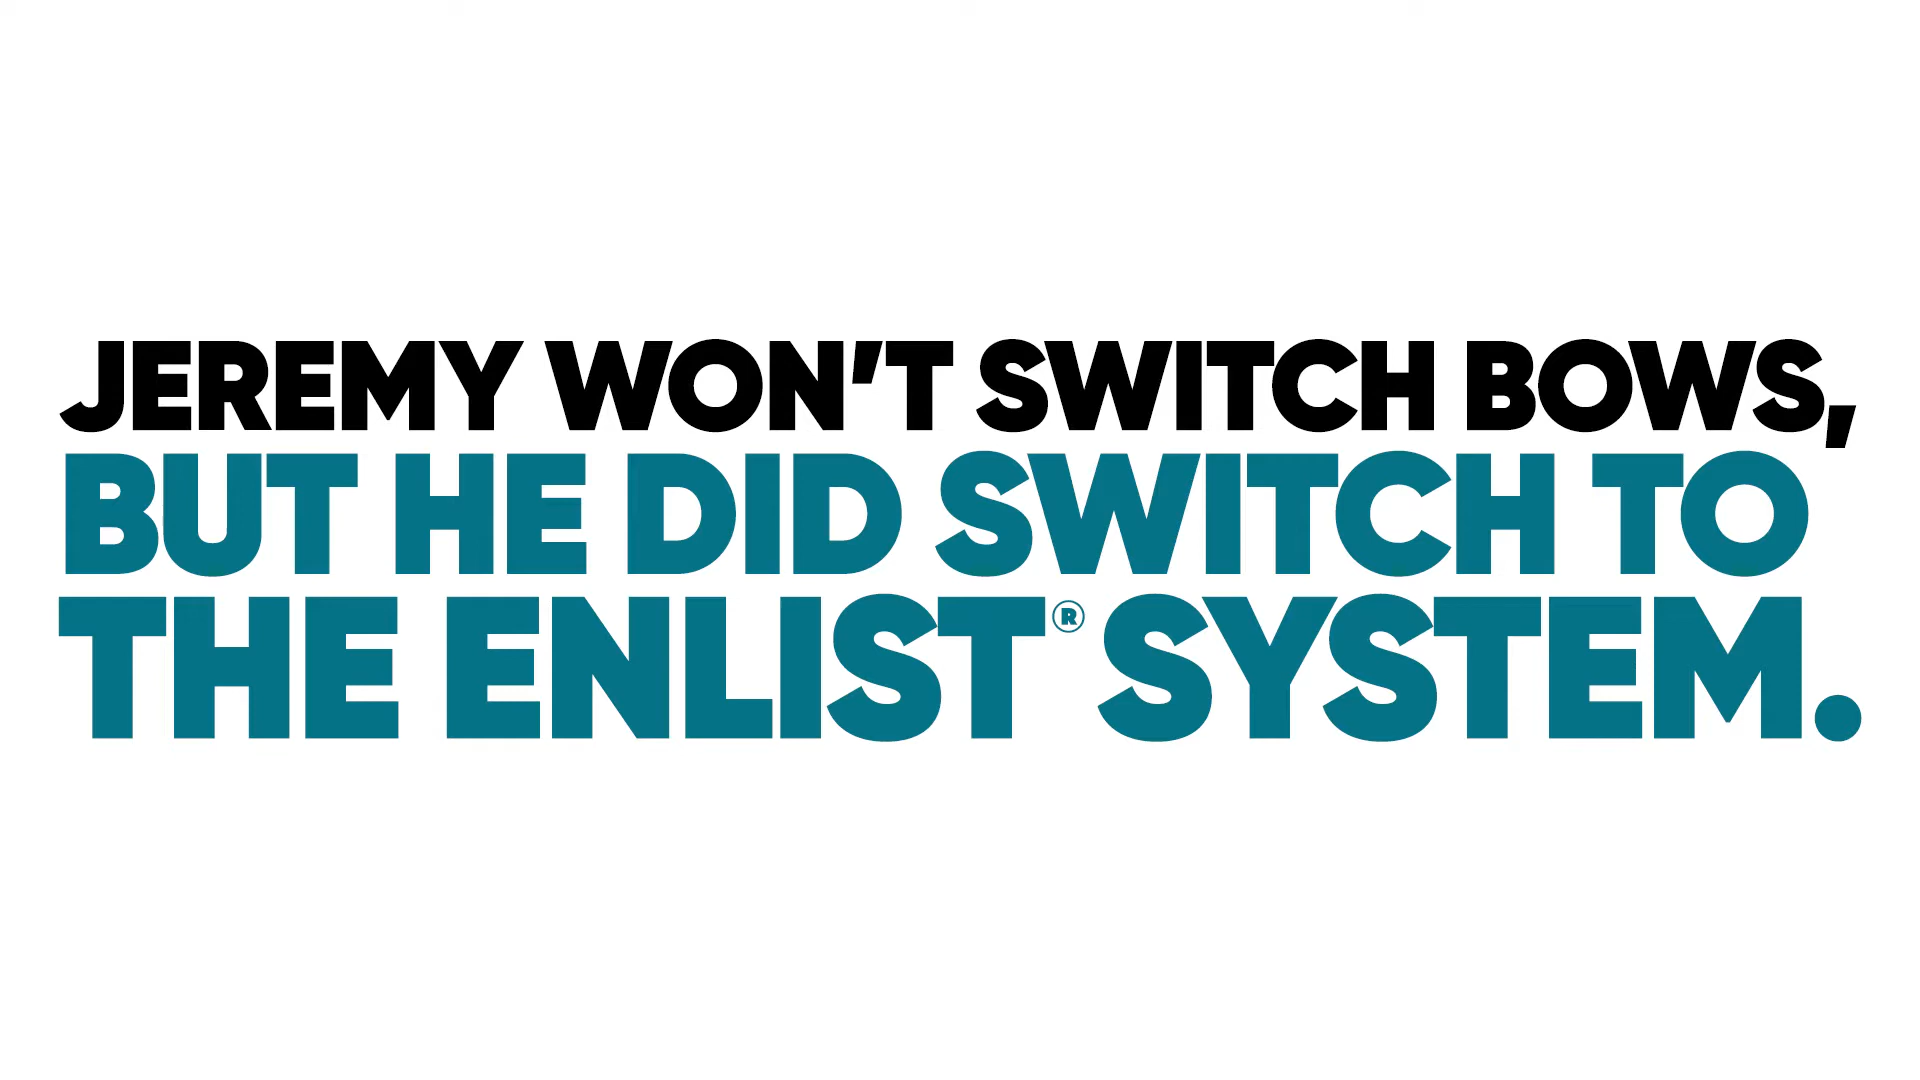 JEREMY WON'T SWITCH BOWS,
BUT HE DID SWITCH TO
THE ENLIST® SYSTEM.